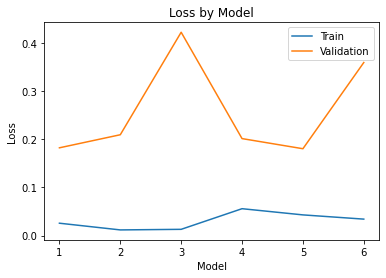 Loss by Model
Train
Validation
Loss
0.4
0.3
0.2
0.1
0.0
1 2 3 4 5 6
Model